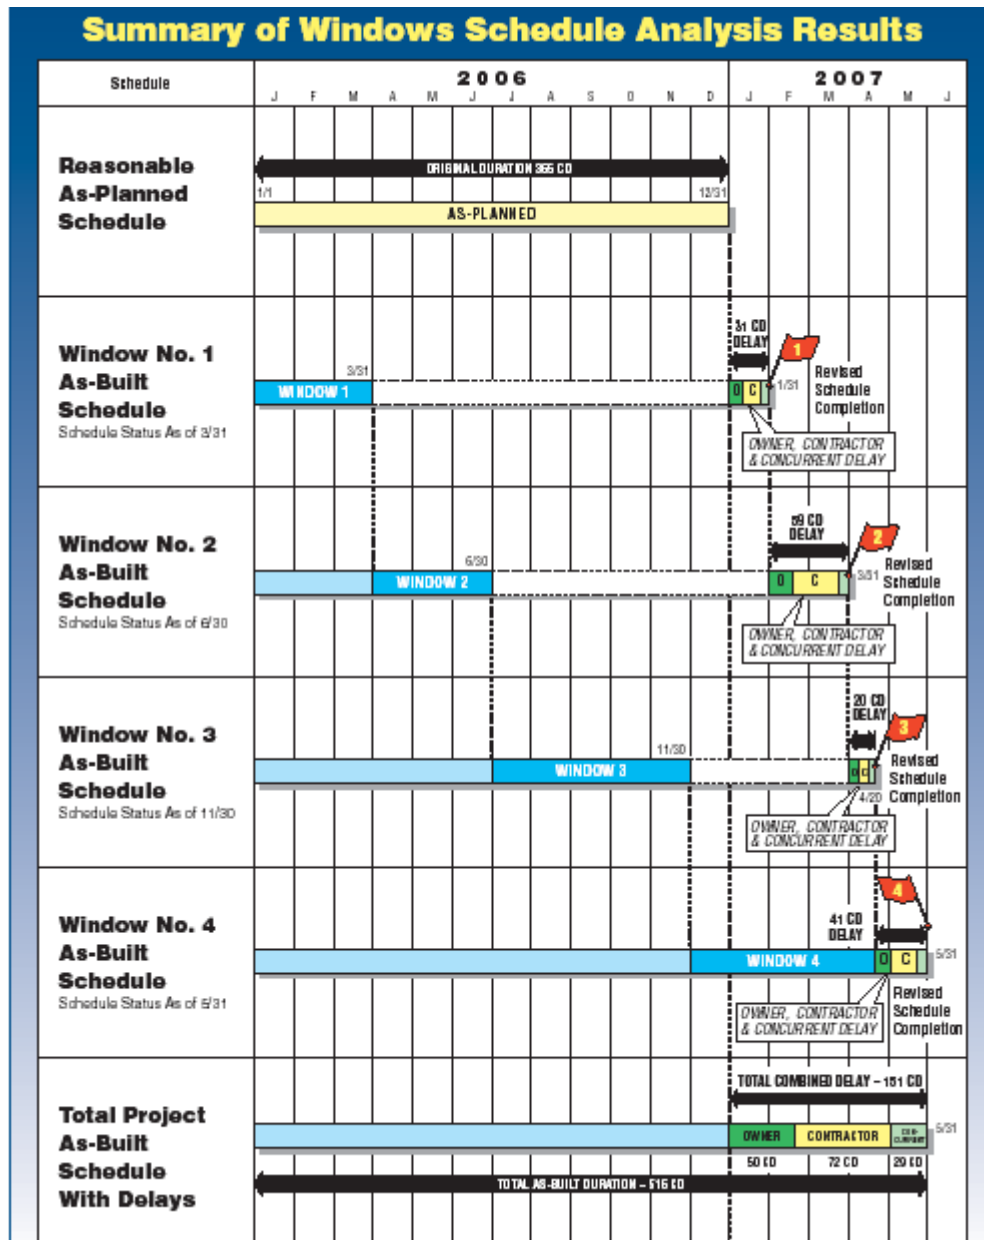 Summary of Windows Schedule Analysis Results
Schedule
2006
2007
J F M A M J J A S O N D J F M A M J
Reasonable
As-Planned
Schedule
ORIGINAL DURATION 365 CD
1/1
12/31
AS-PLANNED
Window No. 1
As-Built
Schedule
Schedule Status As of 3/31
3/31
WINDOW 1
31 CD
DELAY
O C
1
1/31
Revised
Schedule
Completion
OWNER, CONTRACTOR
& CONCURRENT DELAY
Window No. 2
As-Built
Schedule
Schedule Status As of 6/30
6/30
WINDOW 2
59 CD
DELAY
O C
2
3/31
Revised
Schedule
Completion
OWNER, CONTRACTOR
& CONCURRENT DELAY
Window No. 3
As-Built
Schedule
Schedule Status As of 11/30
11/30
WINDOW 3
20 CD
DELAY
O C
3
4/20
Revised
Schedule
Completion
OWNER, CONTRACTOR
& CONCURRENT DELAY
Window No. 4
As-Built
Schedule
Schedule Status As of 5/31
WINDOW 4
41 CD
DELAY
O C
4
5/31
Revised
Schedule
Completion
OWNER, CONTRACTOR
& CONCURRENT DELAY
Total Project
As-Built
Schedule
With Delays
TOTAL COMBINED DELAY – 151 CD
OWNER
CONTRACTOR
CON-
CURRENT
5/31
50 CD
72 CD
29 CD
TOTAL AS-BUILT DURATION – 516 CD